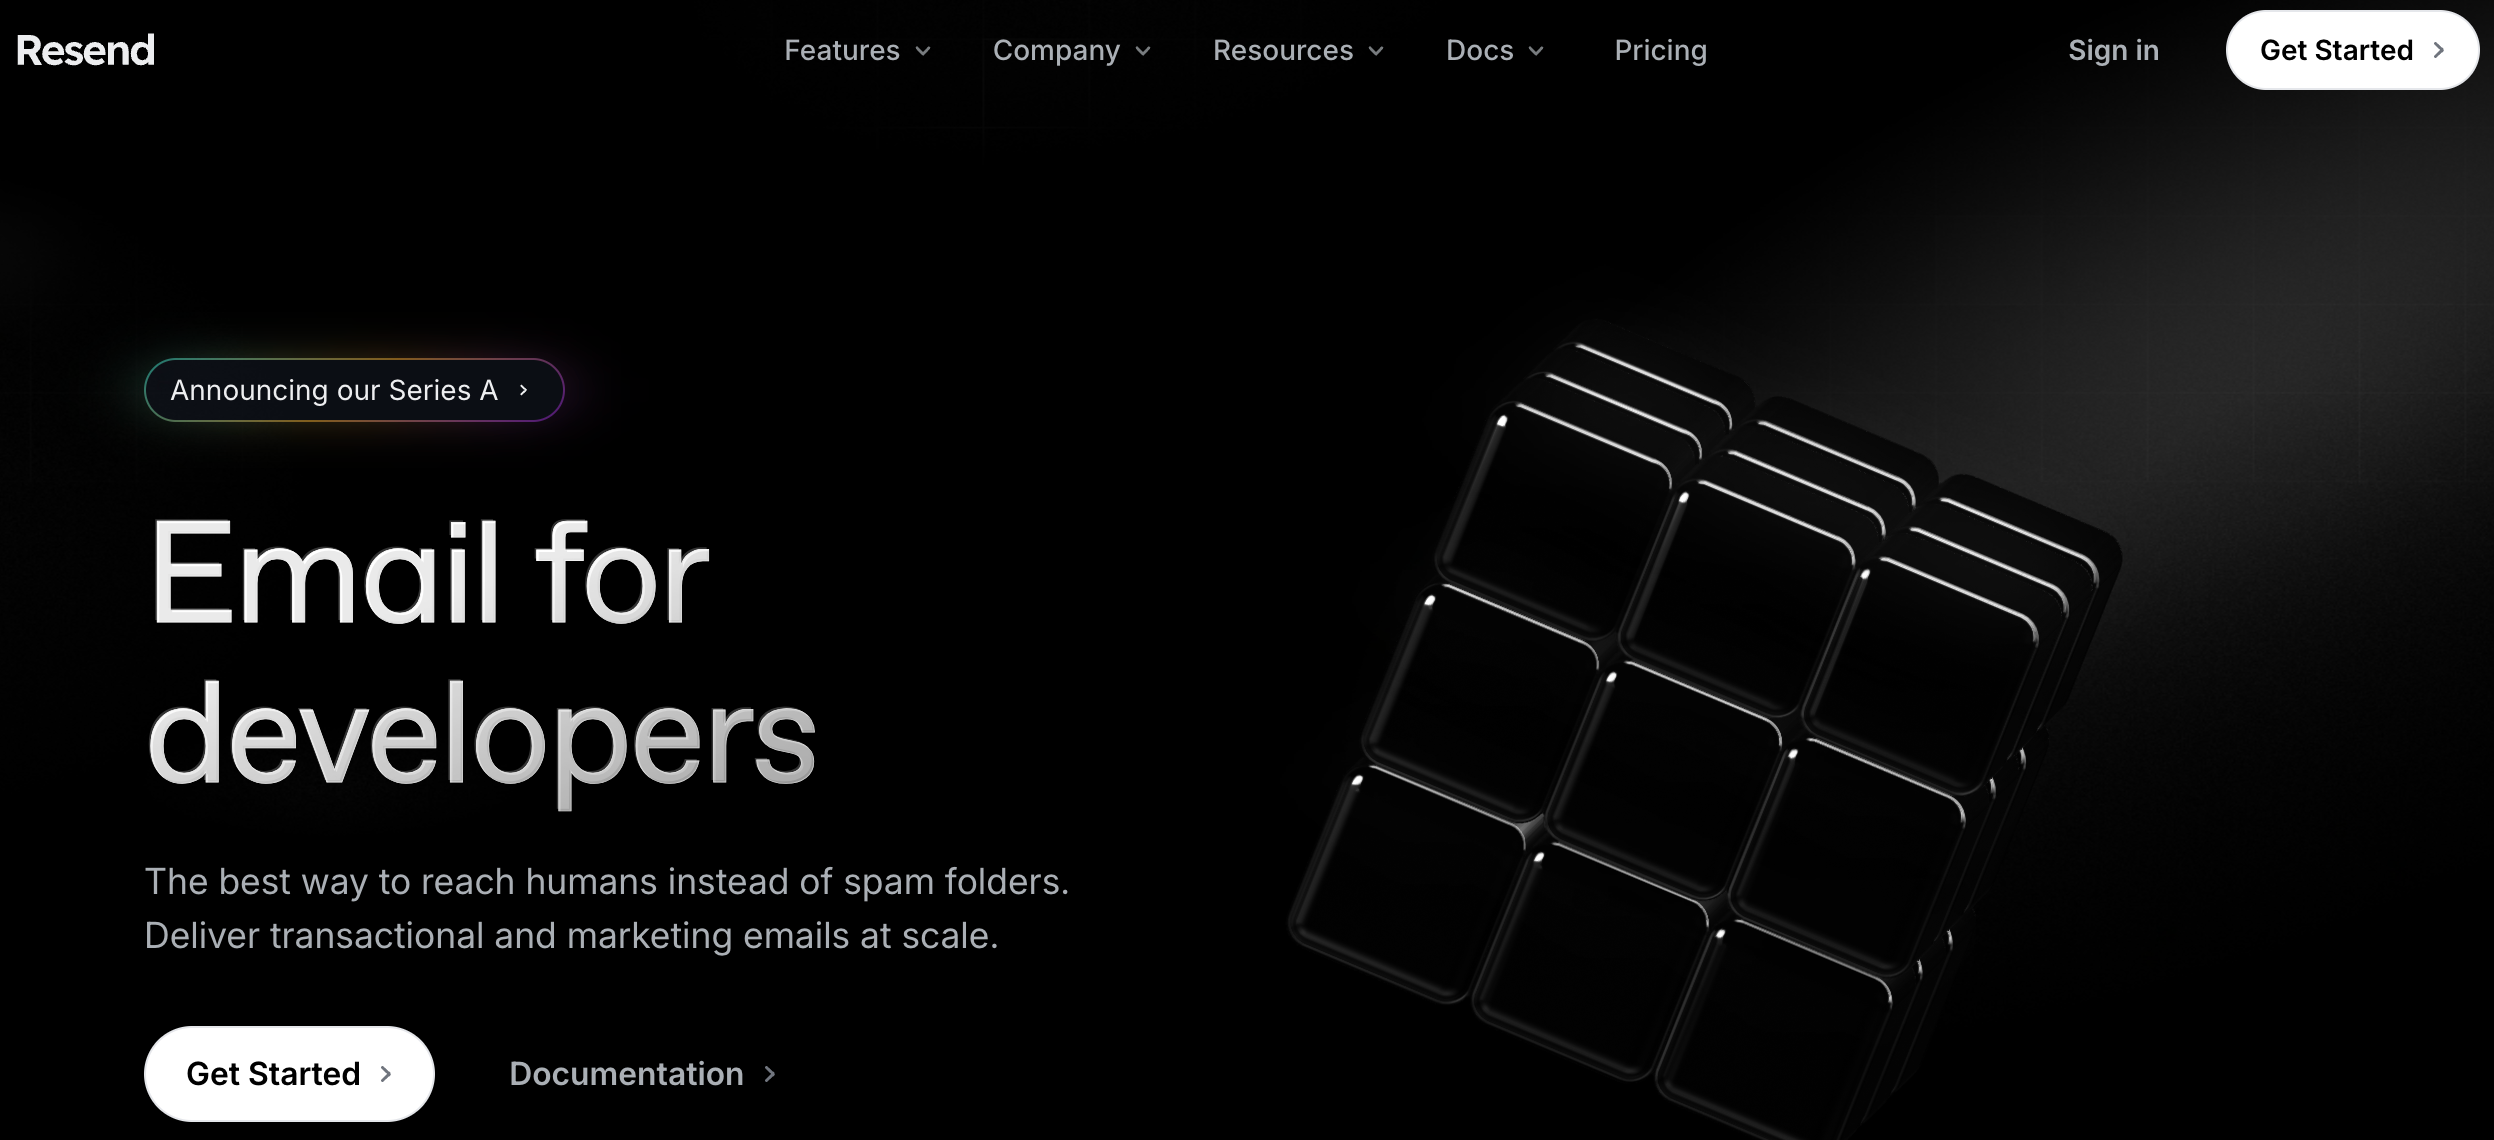 Resend
Features
Company
Resources
Docs
Pricing
Sign in
Get Started
Announcing our Series A
Email for
developers
The best way to reach humans instead of spam folders.
Deliver transactional and marketing emails at scale.
Get Started
Documentation